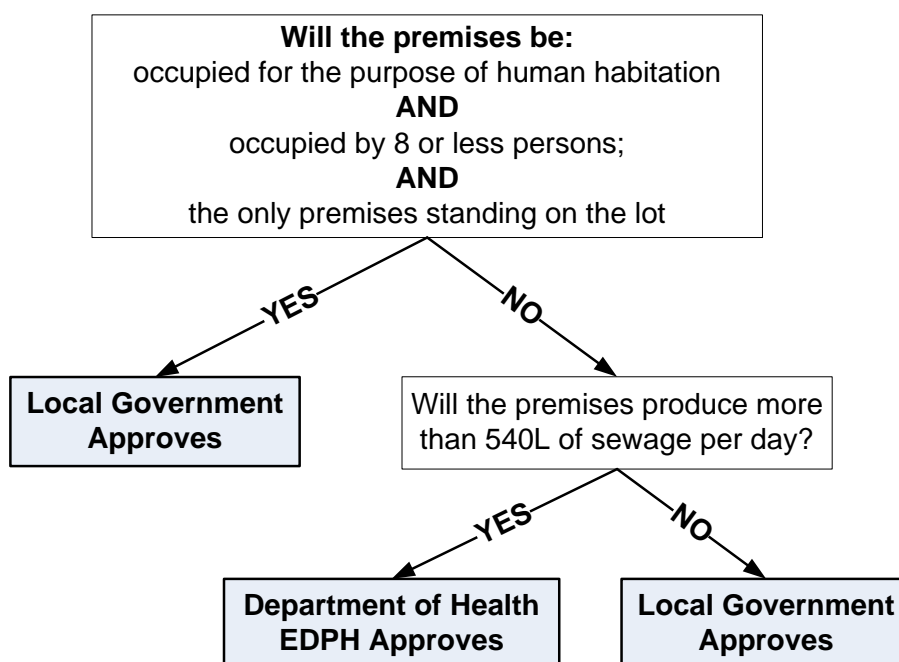 Will the premises be:
occupied for the purpose of human habitation
AND
occupied by 8 or less persons;
AND
the only premises standing on the lot
YES
NO
Local Government
Approves
Will the premises produce more
than 540L of sewage per day?
YES
NO
Department of Health
EDPH Approves
Local Government
Approves